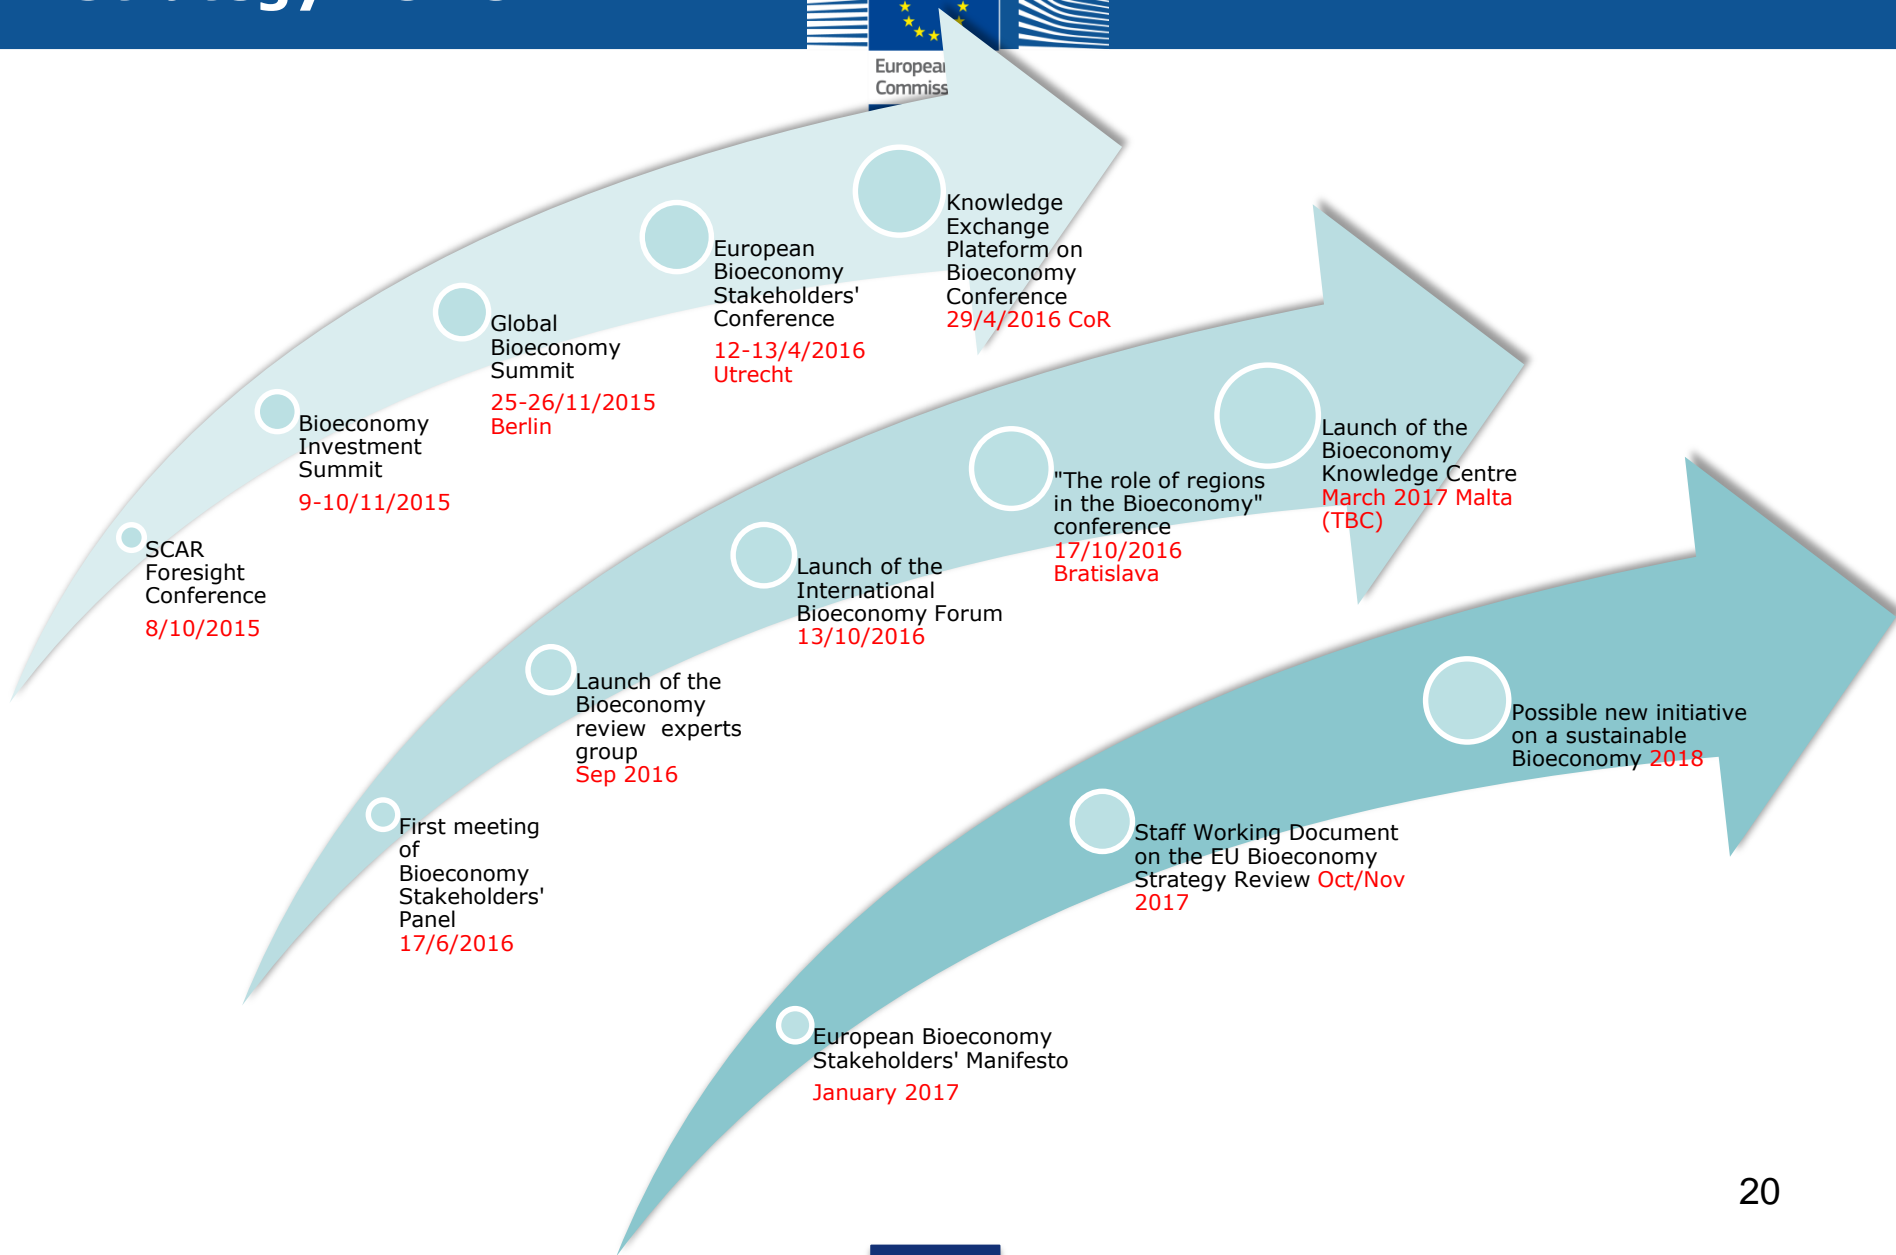 European
Commiss
Knowledge
Exchange
Plateform on
Bioeconomy
Conference
29/4/2016 CoR
European
Bioeconomy
Stakeholders'
Conference
12-13/4/2016
Utrecht
Global
Bioeconomy
Summit
25-26/11/2015
Berlin
Bioeconomy
Investment
Summit
9-10/11/2015
SCAR
Foresight
Conference
8/10/2015
Launch of the
Bioeconomy
Knowledge Centre
March 2017 Malta
(TBC)
"The role of regions
in the Bioeconomy"
conference
17/10/2016
Bratislava
Launch of the
International
Bioeconomy Forum
13/10/2016
Launch of the
Bioeconomy
review  experts
group
Sep 2016
First meeting
of
Bioeconomy
Stakeholders'
Panel
17/6/2016
Possible new initiative
on a sustainable
Bioeconomy 2018
Staff Working Document
on the EU Bioeconomy
Strategy Review Oct/Nov
2017
European Bioeconomy
Stakeholders' Manifesto
January 2017
20